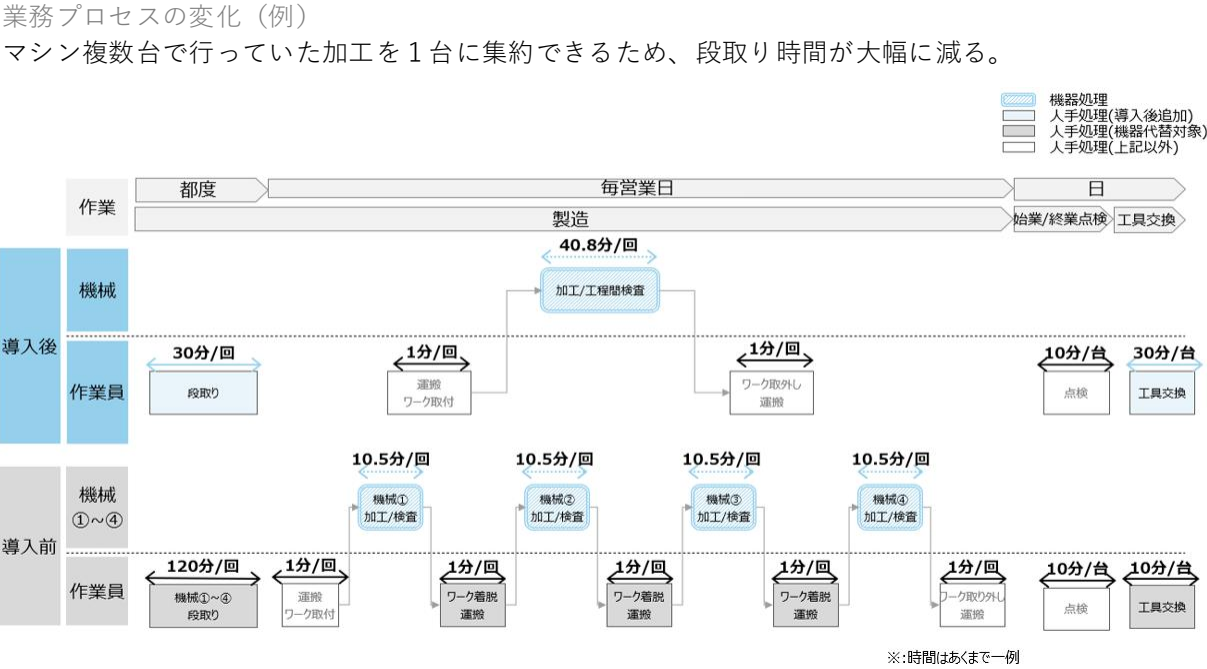 業務プロセスの変化（例）
マシン複数台で行っていた加工を１台に集約できるため、段取り時間が大幅に減る。
機器処理
人手処理(導入後追加)
人手処理(機器代替対象)
人手処理(上記以外)
作業
都度
毎営業日
日
製造
始業/終業点検
工具交換
導入後
機械
40.8分/回
加工/工程間検査
作業員
30分/回
段取り
1分/回
運搬
ワーク取付
1分/回
ワーク取外し
運搬
10分/台
点検
30分/台
工具交換
導入前
機械
①～④
10.5分/回
機械①
加工/検査
10.5分/回
機械②
加工/検査
10.5分/回
機械③
加工/検査
10.5分/回
機械④
加工/検査
作業員
120分/回
機械①～④
段取り
1分/回
運搬
ワーク取付
1分/回
ワーク着脱
運搬
1分/回
ワーク着脱
運搬
1分/回
ワーク着脱
運搬
1分/回
ワーク取り外し
運搬
10分/台
点検
10分/台
工具交換
※:時間はあくまで一例